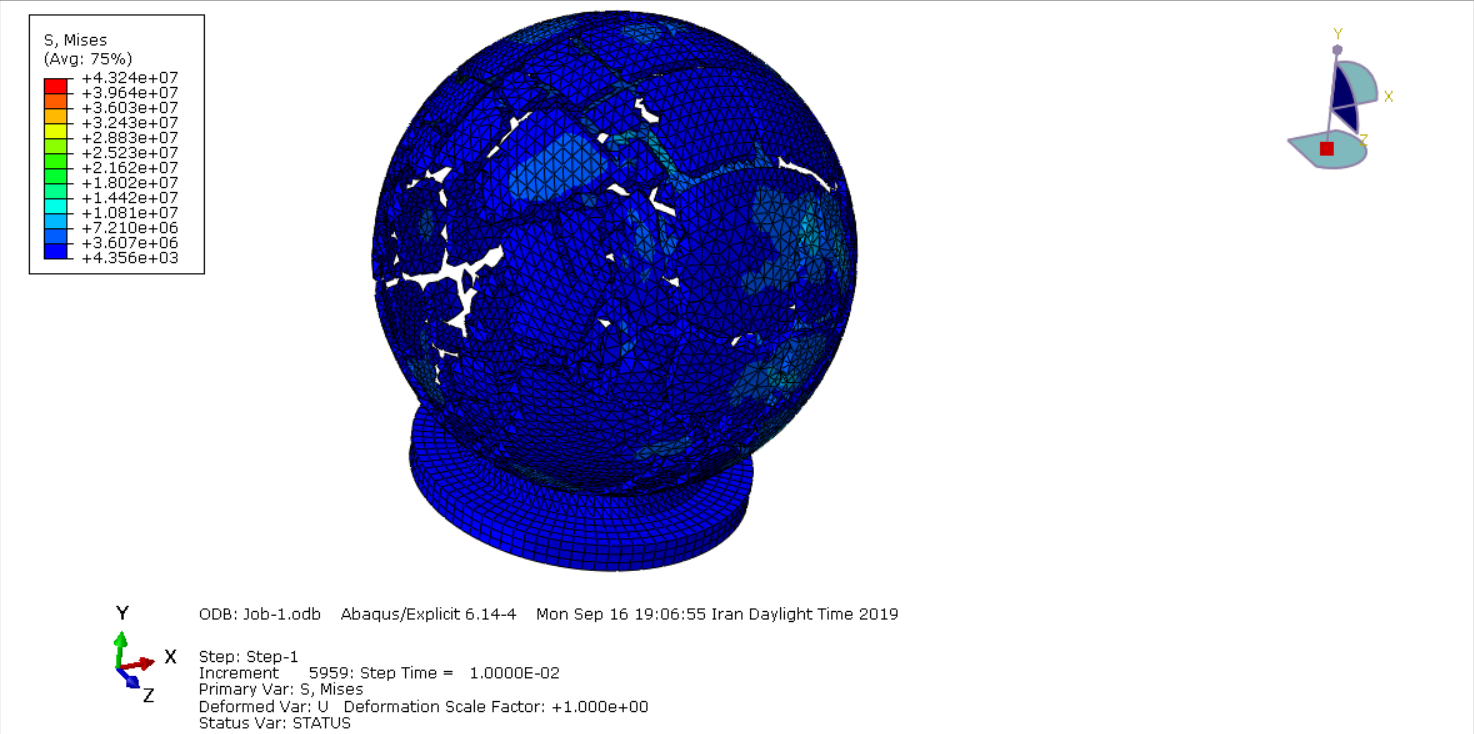 S, Mises
(Avg: 75%)
+4.324e+07
+3.964e+07
+3.603e+07
+3.243e+07
+2.883e+07
+2.523e+07
+2.162e+07
+1.802e+07
+1.442e+07
+1.081e+07
+7.210e+06
+3.607e+06
+4.356e+03
Y
X
Z
Y
X
Z
ODB: Job-1.odb Abaqus/Explicit 6.14-4 Mon Sep 16 19:06:55 Iran Daylight Time 2019
Step: Step-1
Increment 5959: Step Time = 1.0000E-02
Primary Var: S, Mises
Deformed Var: U Deformation Scale Factor: +1.000e+00
Status Var: STATUS